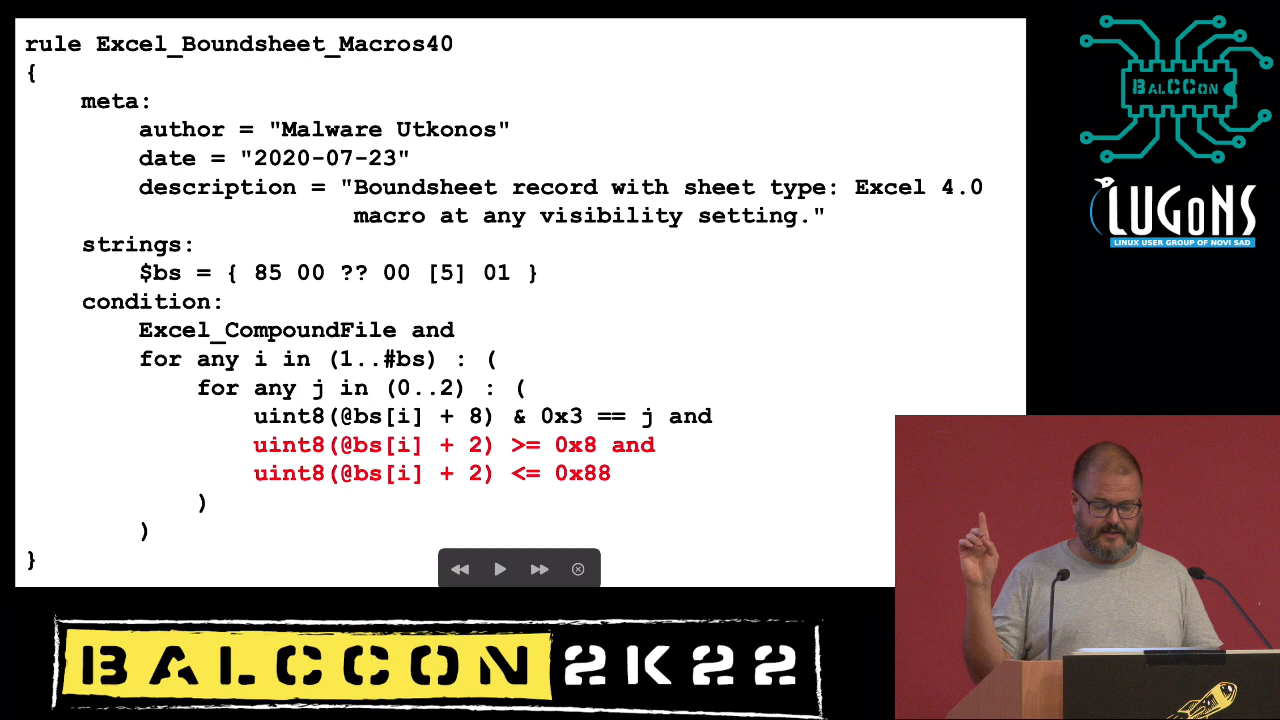 rule Excel_Boundsheet_Macros40
{
meta:
author = "Malware Utkonos"
date = "2020-07-23"
description = "Boundsheet record with sheet type: Excel 4.0
macro at any visibility setting."
strings:
$bs = { 85 00 ?? 00 [5] 01 }
condition:
Excel_CompoundFile and
for any i in (1..#bs) : (
for any j in (0..2) : (
uint8(@bs[i] + 8) & 0x3 == j and
uint8(@bs[i] + 2) >= 0x8 and
uint8(@bs[i] + 2) <= 0x88
)
)
}
BALCCON
LUGONS
LINUX USER GROUP OF NOVI SAD
BALCCON 2K22